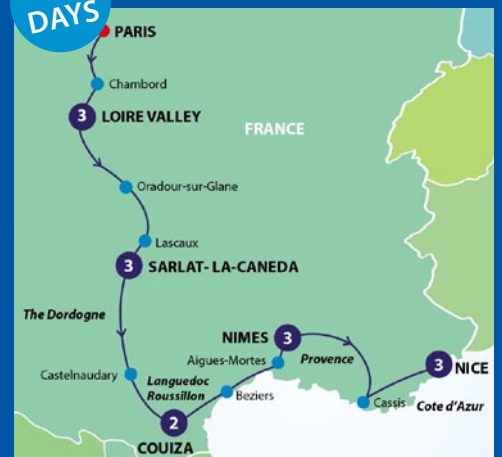 DAYS
PARIS
Chambord
3 LOIRE VALLEY
FRANCE
Oradour-sur-Glane
Lascaux
3 SARLAT- LA-CANEDA
The Dordogne
NIMES 3
Aigues-Mortes
Provence
3 NICE
Castelnaudary
Languedoc
Roussillon
Beziers
Cassis
Cote d'Azur
2
COUIZA